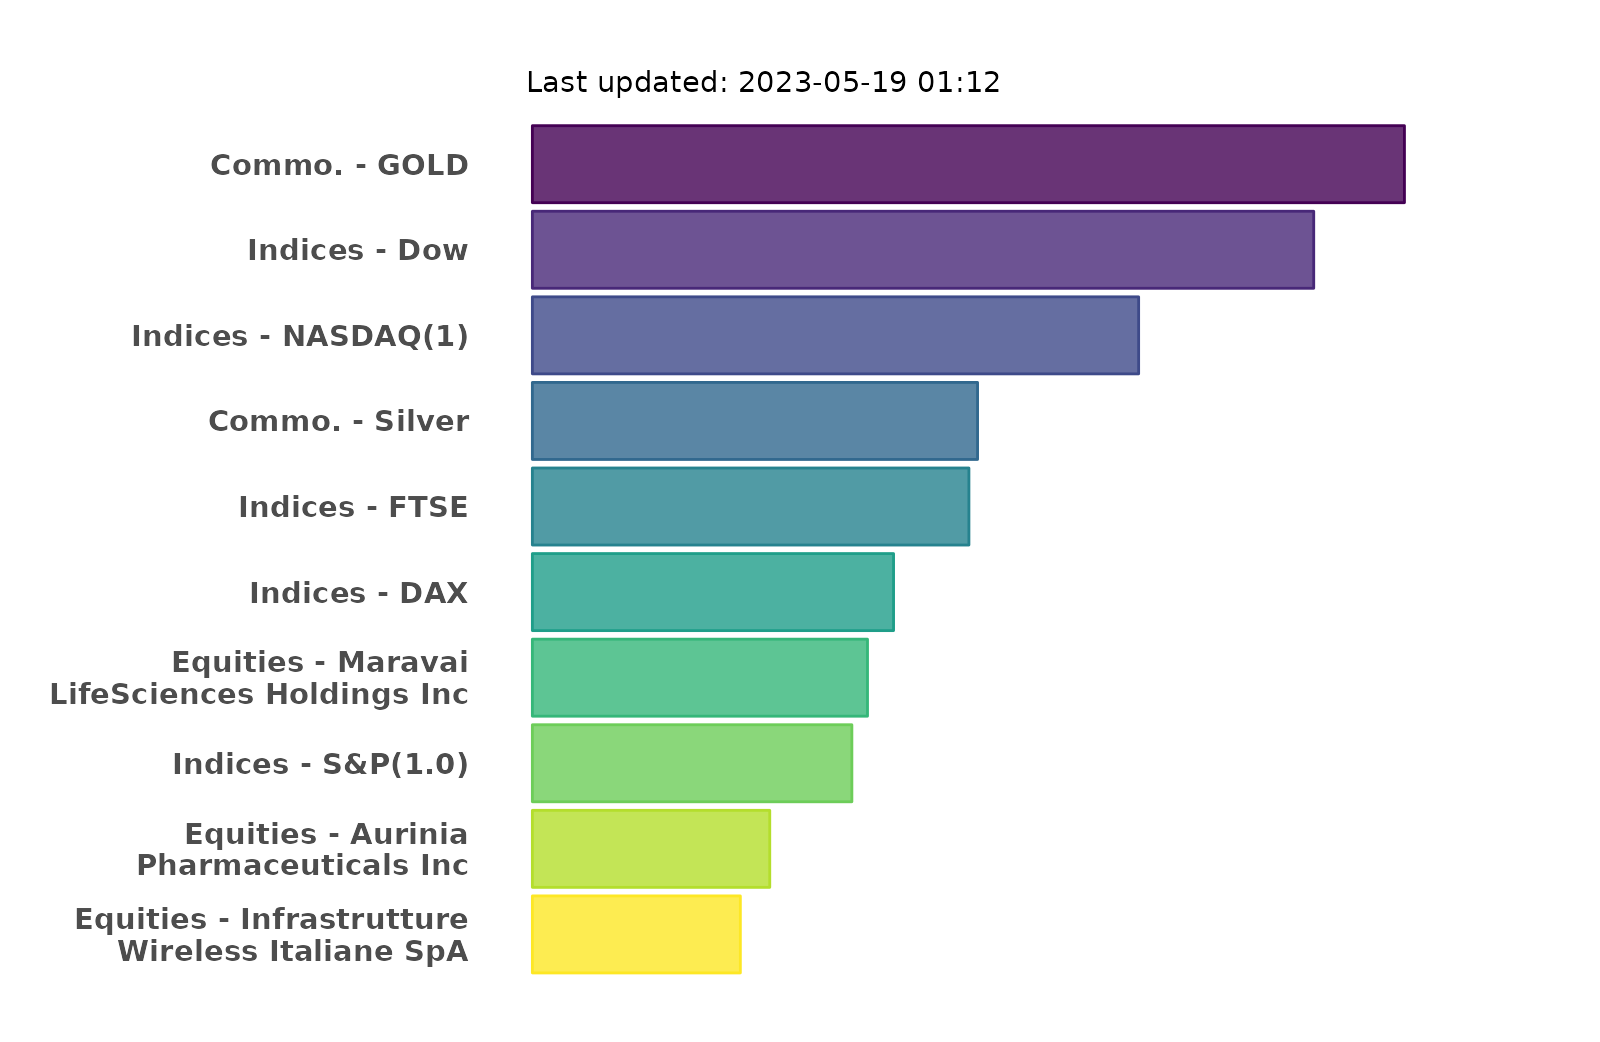 Last updated: 2023-05-19 01:12
Commo. - GOLD
Indices - Dow
Indices - NASDAQ(1)
Commo. - Silver
Indices - FTSE
Indices - DAX
Equities - Maravai
LifeSciences Holdings Inc
Indices - S&P(1.0)
Equities - Aurinia
Pharmaceuticals Inc
Equities - Infrastrutture
Wireless Italiane SpA